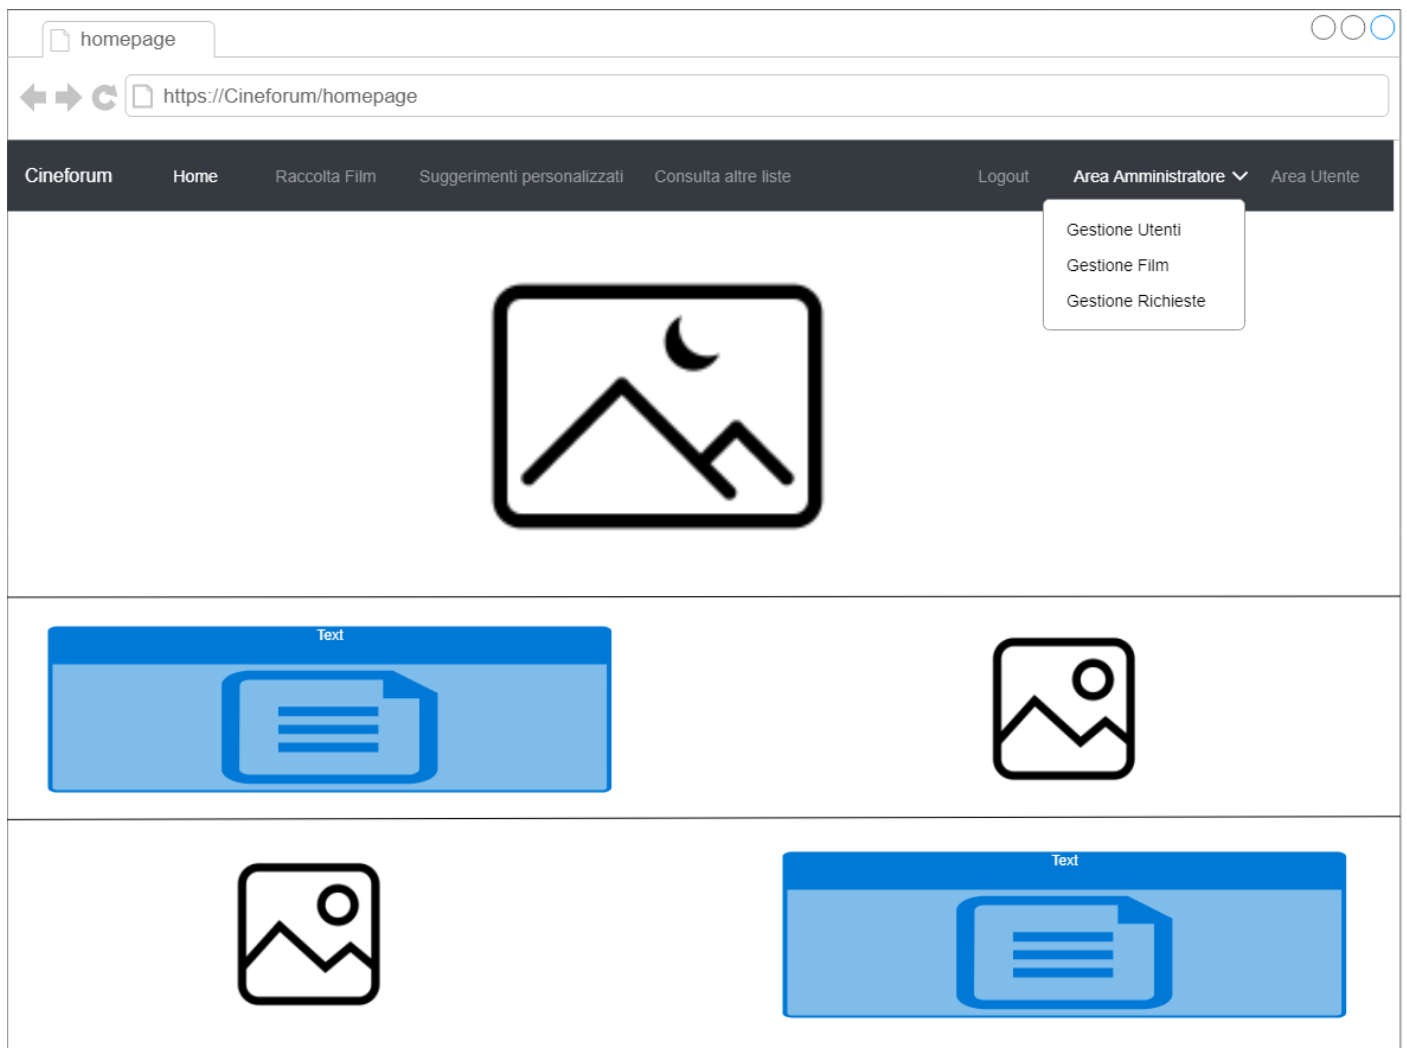 homepage
https://Cineforum/homepage
Cineforum Home Raccolta Film Suggerimenti personalizzati Consulta altre liste Logout Area Amministratore Area Utente
Gestione Utenti
Gestione Film
Gestione Richieste
Text
Text